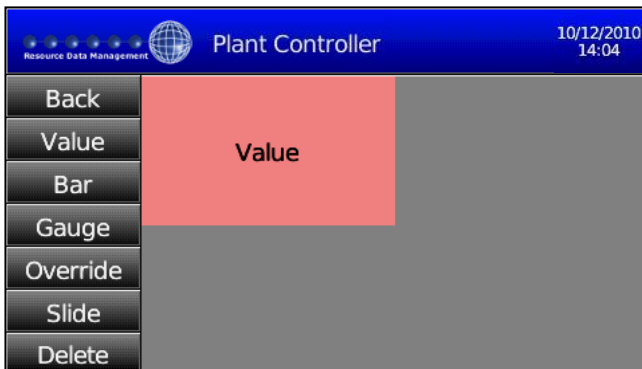 Resource Data Management
Plant Controller
10/12/2010
14:04
Back
Value
Bar
Gauge
Override
Slide
Delete
Value